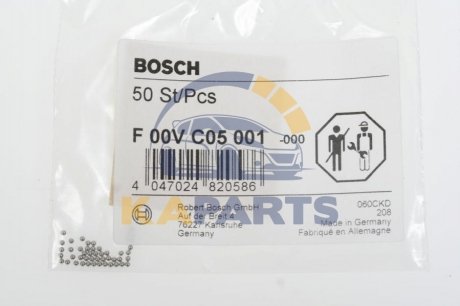 BOSCH
50 St/Pcs
F 00V C05 001 -000
4 047024 820586
KARPARTS
Robert Bosch GmbH
Auf der Breit 4
76227 Karlsruhe
Germany
060CKD
208
Made in Germany
Fabriqué en Allemagne